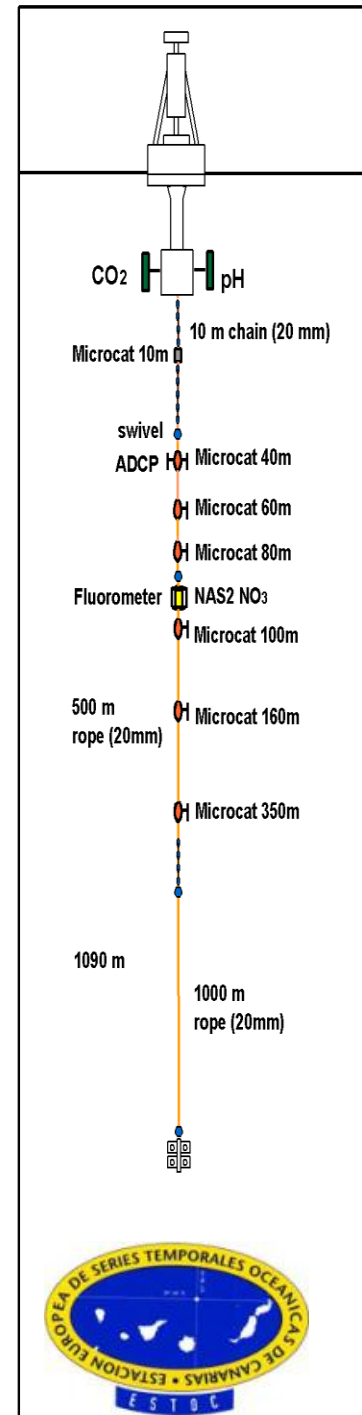 CO2
pH
10 m chain (20 mm)
Microcat 10m
swivel
ADCP
Microcat 40m
Microcat 60m
Microcat 80m
Fluorometer
NAS2 NO3
Microcat 100m
500 m
rope (20mm)
Microcat 160m
Microcat 350m
1090 m
1000 m
rope (20mm)
ESTACION EUROPEA DE SERIES TEMPORALES OCEANICAS DE CANARIAS •
ESTOC